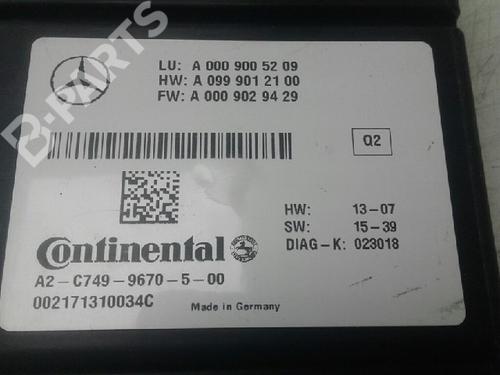 B-PARTS
LU: A 000 900 52 09
HW: A 099 901 21 00
FW: A 000 902 94 29
Q2
HW: 13-07
SW: 15-39
DIAG-K: 023018
Continental
A2-C749-9670-5-00
002171310034C
Made in Germany